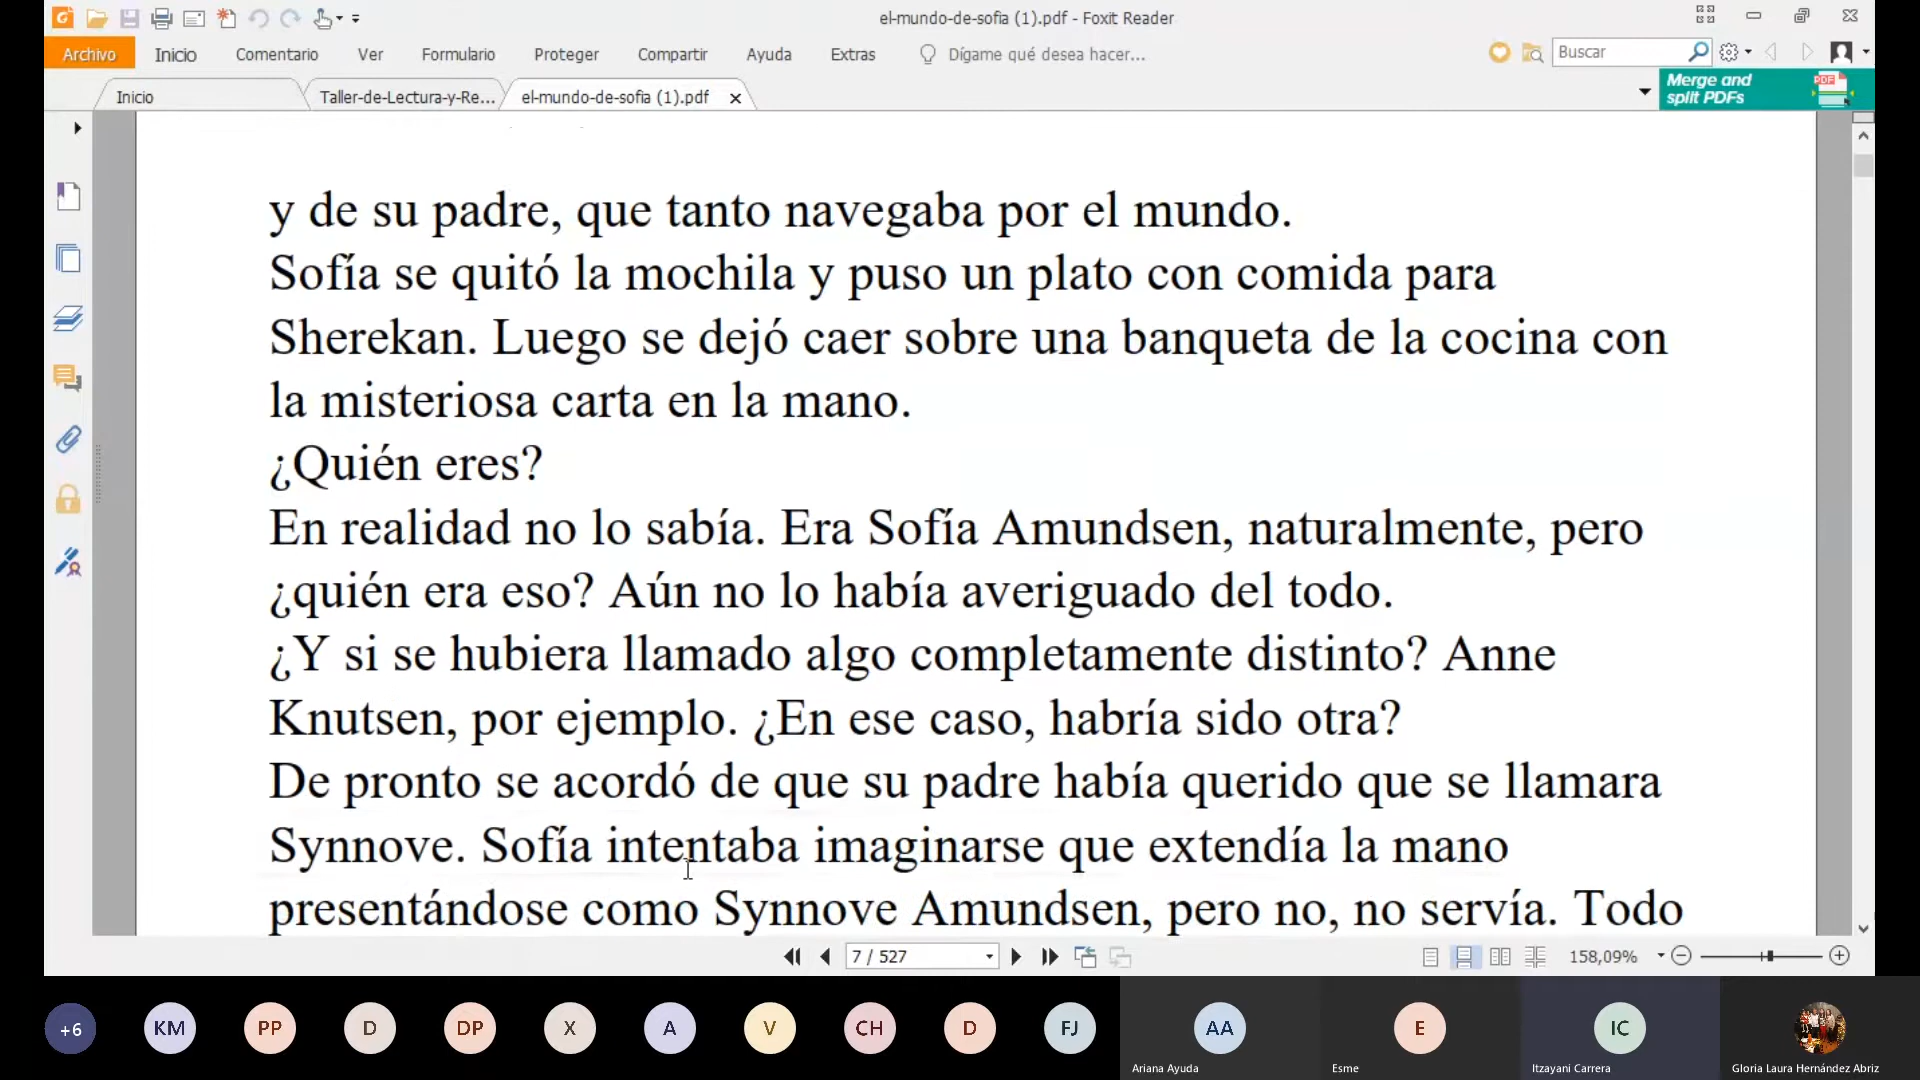 el-mundo-de-sofia (1).pdf - Foxit Reader
Archivo Inicio Comentario Ver Formulario Proteger Compartir Ayuda Extras Dígame qué desea hacer... Buscar
Inicio Taller-de-Lectura-y-Re... el-mundo-de-sofia (1).pdf
Merge and
split PDFs
PDF
y de su padre, que tanto navegaba por el mundo.
Sofía se quitó la mochila y puso un plato con comida para
Sherekan. Luego se dejó caer sobre una banqueta de la cocina con
la misteriosa carta en la mano.
¿Quién eres?
En realidad no lo sabía. Era Sofía Amundsen, naturalmente, pero
¿quién era eso? Aún no lo había averiguado del todo.
¿Y si se hubiera llamado algo completamente distinto? Anne
Knutsen, por ejemplo. ¿En ese caso, habría sido otra?
De pronto se acordó de que su padre había querido que se llamara
Synnove. Sofía intentaba imaginarse que extendía la mano
presentándose como Synnove Amundsen, pero no, no servía. Todo
7 / 527 158,09%
+6 KM PP D DP X A V CH D FJ AA E IC
Ariana Ayuda Esme Itzayani Carrera Gloria Laura Hernández Abriz